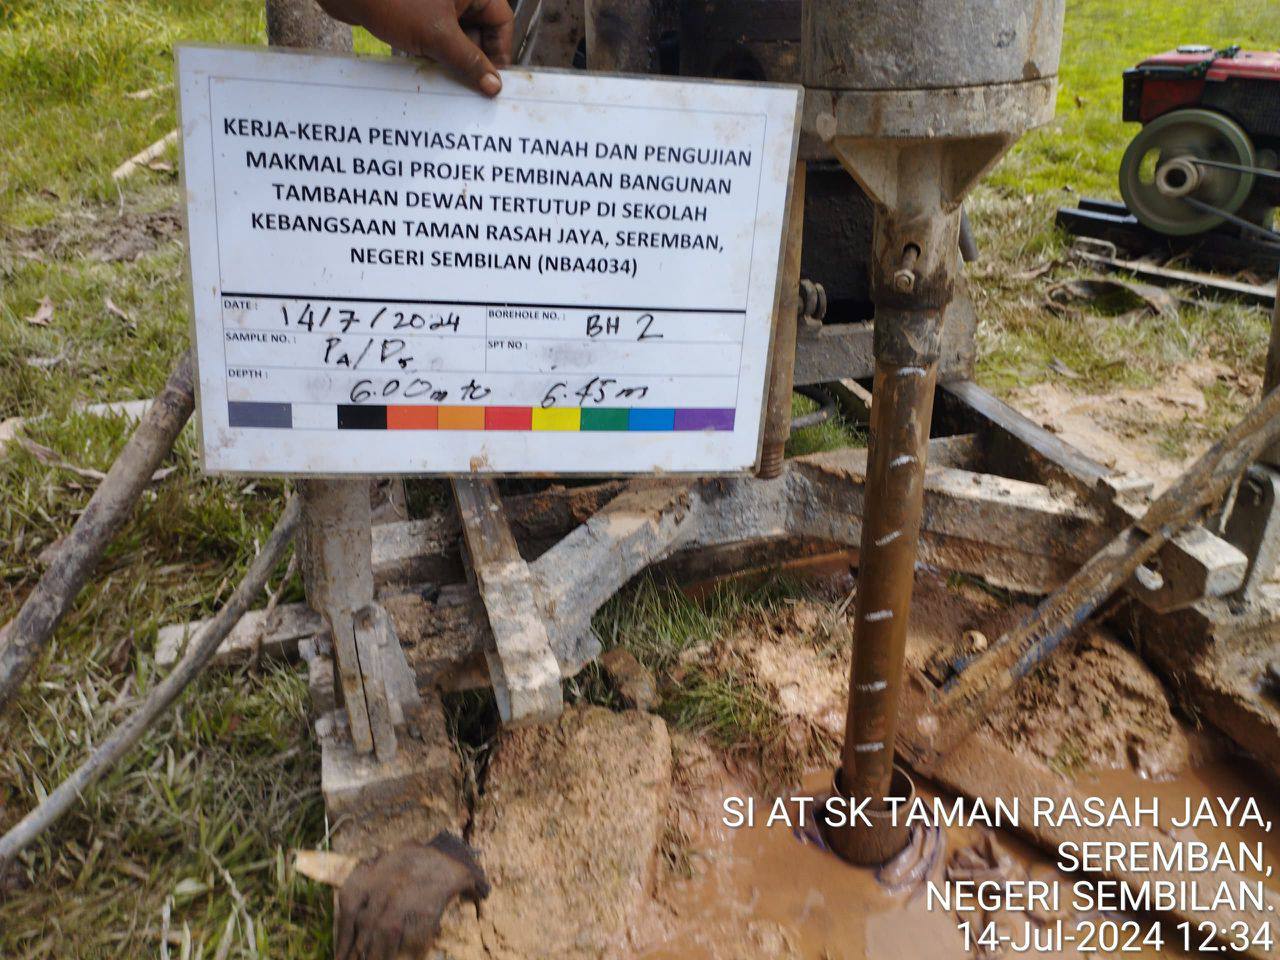 KERJA-KERJA PENYIASATAN TANAH DAN PENGUJIAN
MAKMAL BAGI PROJEK PEMBINAAN BANGUNAN
TAMBAHAN DEWAN TERTUTUP DI SEKOLAH
KEBANGSAAN TAMAN RASAH JAYA, SEREMBAN,
NEGERI SEMBILAN (NBA4034)
DATE : 14/7/2024 BOREHOLE NO. : BH 2
SAMPLE NO. : P4/D5 SPT NO :
DEPTH : 6.00m to 6.45m
SI AT SK TAMAN RASAH JAYA,
SEREMBAN,
NEGERI SEMBILAN.
14-Jul-2024 12:34